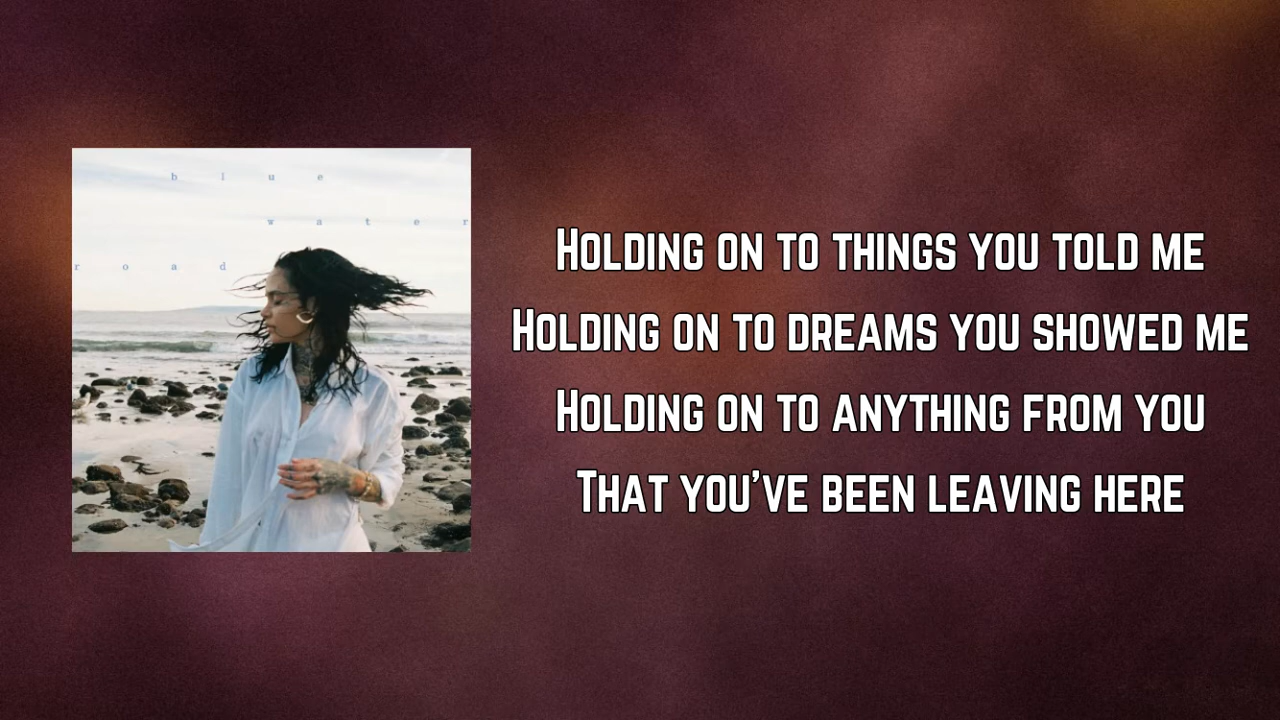 b l u e
w a t e r
r o a d
Holding on to things you told me
Holding on to dreams you showed me
Holding on to anything from you
That you've been leaving here